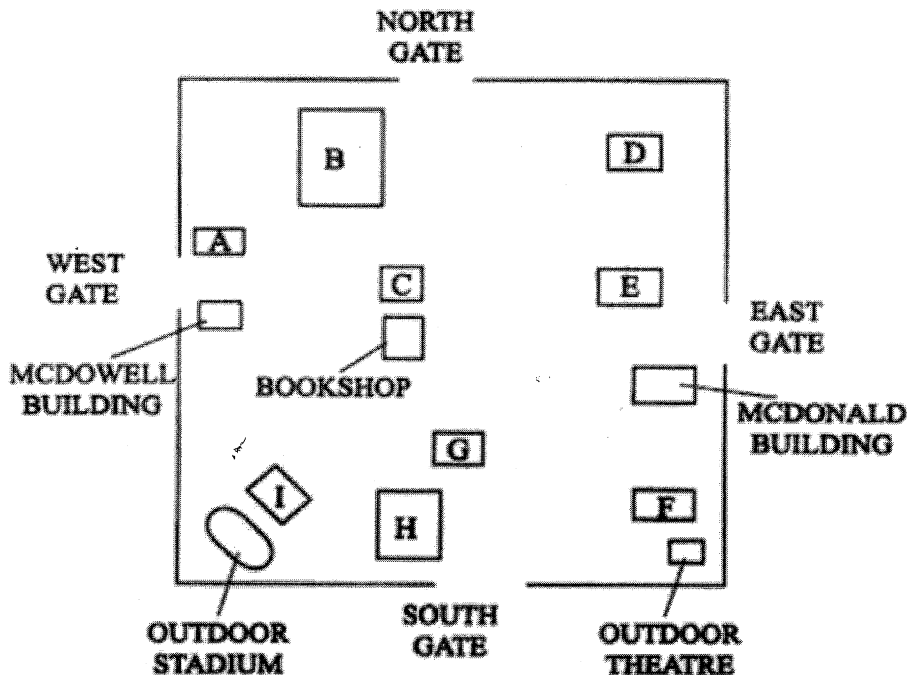 NORTH
GATE
B
D
A
WEST
GATE
C
E
EAST
GATE
MCDOWELL
BUILDING
BOOKSHOP
MCDONALD
BUILDING
G
I
H
F
SOUTH
GATE
OUTDOOR
STADIUM
OUTDOOR
THEATRE